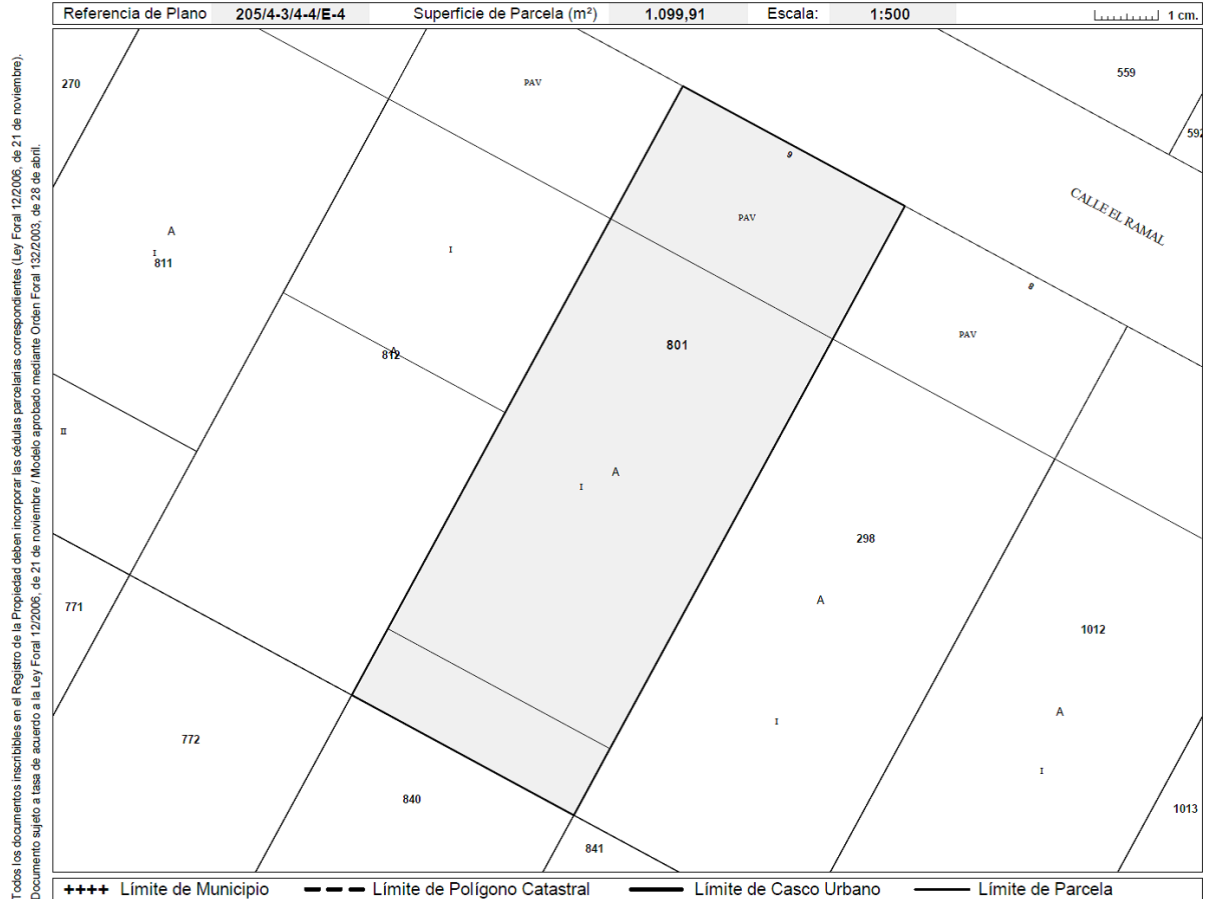 Referencia de Plano 205/4-3/4-4/E-4 Superficie de Parcela (m²) 1.099,91 Escala: 1:500 1 cm.
Todos los documentos inscribibles en el Registro de la Propiedad deben incorporar las cédulas parcelarias correspondientes (Ley Foral 12/2006, de 21 de noviembre).
Documento sujeto a tasa de acuerdo a la Ley Foral 12/2006, de 21 de noviembre / Modelo aprobado mediante Orden Foral 132/2003, de 28 de abril.
270
PAV
559
592
9
CALLE EL RAMAL
PAV
A
I
811
I
8
PAV
801
812
A
II
A
I
298
771
A
1012
A
I
772
I
840
1013
841
++++ Límite de Municipio Límite de Polígono Catastral Límite de Casco Urbano Límite de Parcela